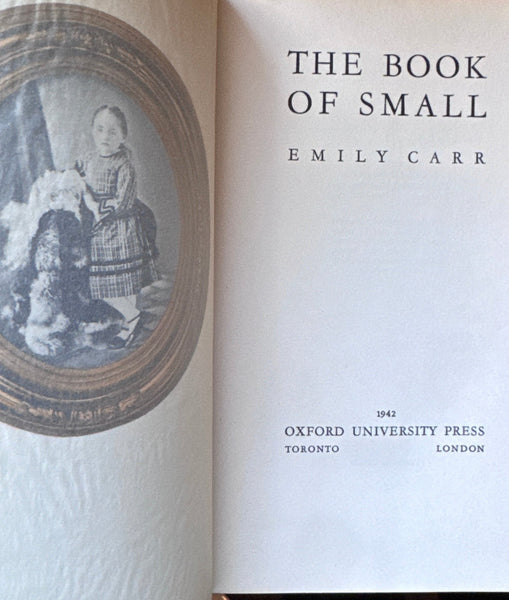 THE BOOK
OF SMALL
EMILY CARR
1942
OXFORD UNIVERSITY PRESS
TORONTO LONDON